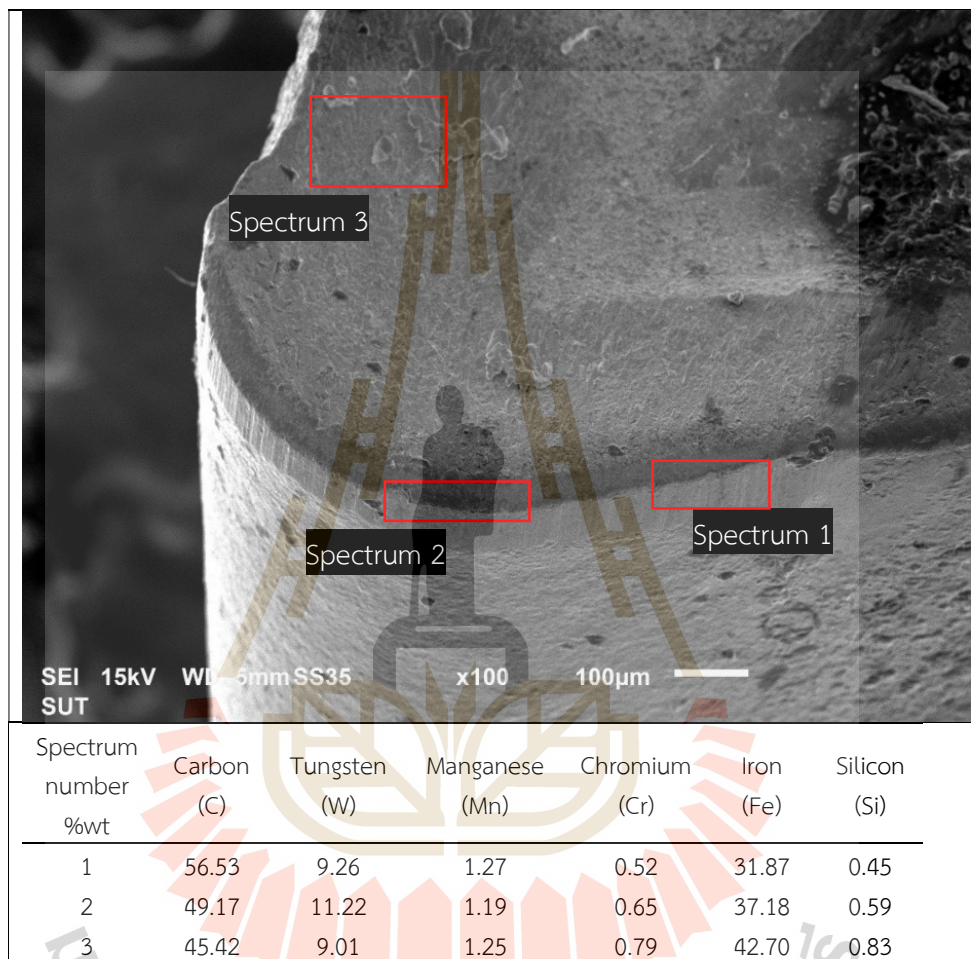 Spectrum 3
Spectrum 2
Spectrum 1
SEI 15kV WD 5mm SS35 x100 100µm
SUT
Spectrum number %wt Carbon (C) Tungsten (W) Manganese (Mn) Chromium (Cr) Iron (Fe) Silicon (Si)
1 56.53 9.26 1.27 0.52 31.87 0.45
2 49.17 11.22 1.19 0.65 37.18 0.59
3 45.42 9.01 1.25 0.79 42.70 0.83